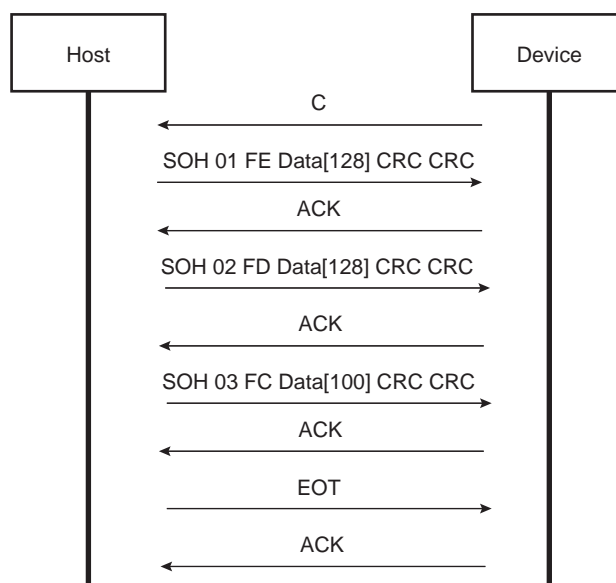 Host
Device
C
SOH 01 FE Data[128] CRC CRC
ACK
SOH 02 FD Data[128] CRC CRC
ACK
SOH 03 FC Data[100] CRC CRC
ACK
EOT
ACK